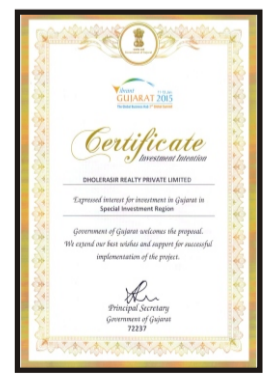 Vibrant
GUJARAT 2015
Certificate
Investment Intention
DHOLERASIR REALTY PRIVATE LIMITED
Expressed interest for investment in Gujarat in
Special Investment Region
Government of Gujarat welcomes the proposal.
We extend our best wishes and support for successful
implementation of the project.
Principal Secretary
Government of Gujarat
72237